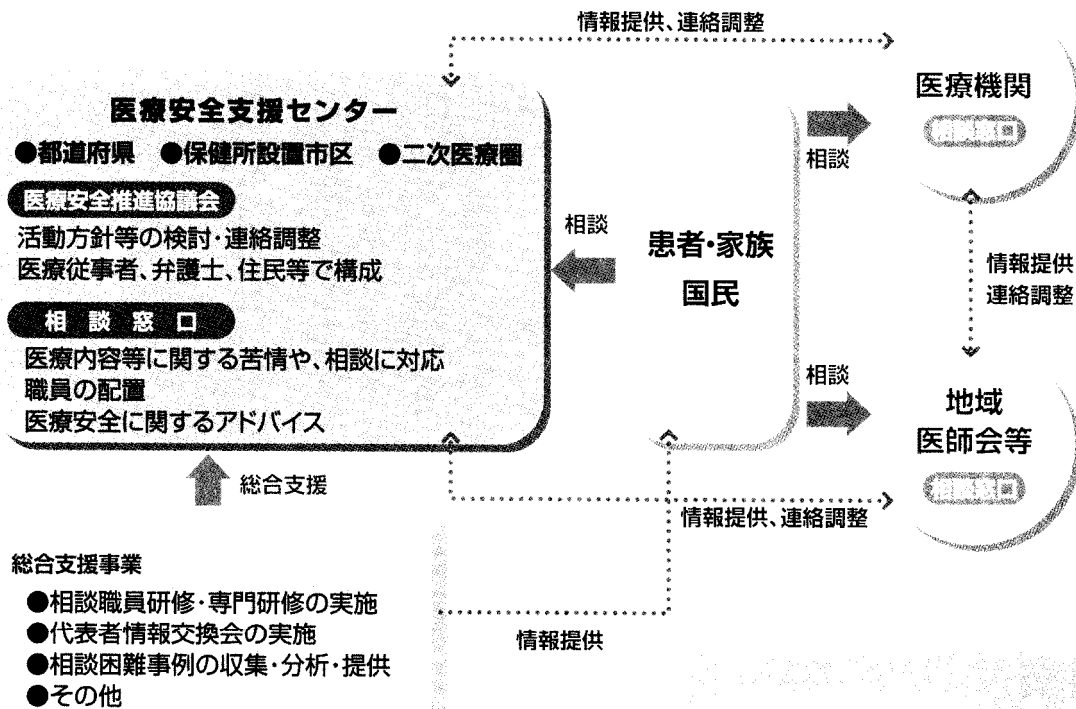 情報提供、連絡調整
医療安全支援センター
●都道府県 ●保健所設置市区 ●二次医療圏
医療安全推進協議会
活動方針等の検討・連絡調整
医療従事者、弁護士、住民等で構成
相談窓口
医療内容等に関する苦情や、相談に対応
職員の配置
医療安全に関するアドバイス
相談
患者・家族
国民
相談
医療機関
相談窓口
情報提供
連絡調整
相談
地域
医師会等
相談窓口
総合支援
情報提供、連絡調整
総合支援事業
●相談職員研修・専門研修の実施
●代表者情報交換会の実施
●相談困難事例の収集・分析・提供
●その他
情報提供